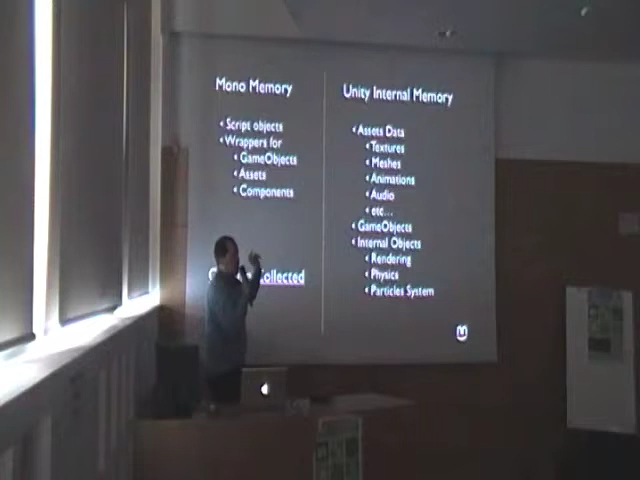 Mono Memory
• Script objects
• Wrappers for
• GameObjects
• Assets
• Components
Collected
Unity Internal Memory
• Assets Data
• Textures
• Meshes
• Animations
• Audio
• etc...
• GameObjects
• Internal Objects
• Rendering
• Physics
• Particles System